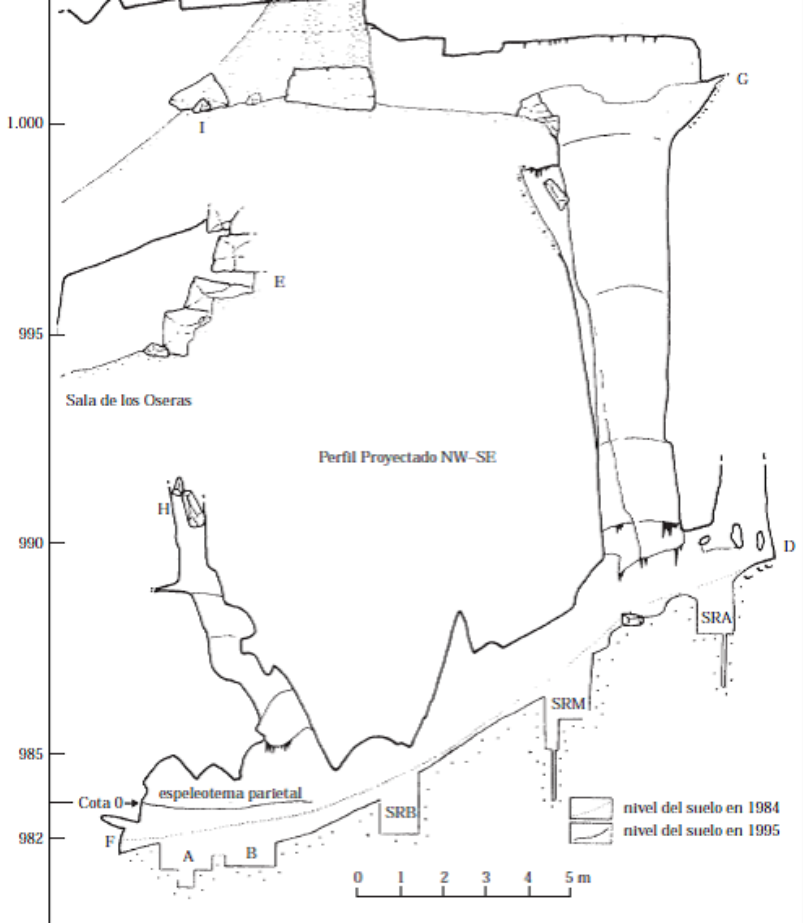 G
1.000
I
E
995
Sala de los Oseras
Perfil Proyectado NW–SE
H
990
D
SRA
SRM
985
espeleotema parietal
Cota 0
SRB
nivel del suelo en 1984
nivel del suelo en 1995
982
F
A
B
0 1 2 3 4 5 m